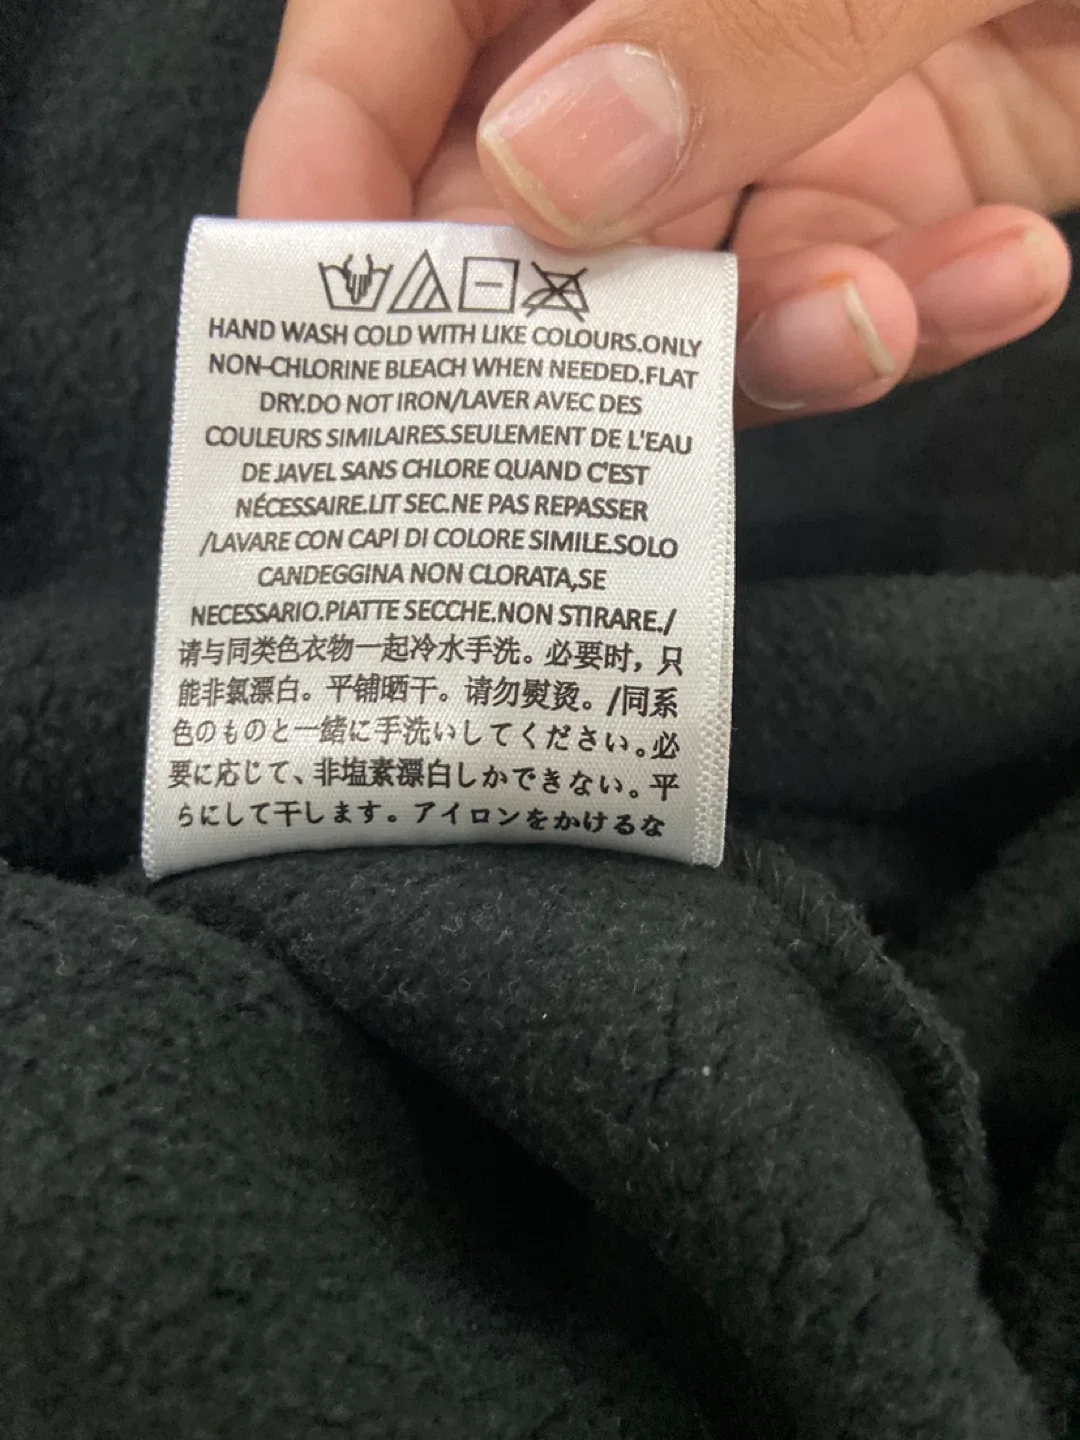 HAND WASH COLD WITH LIKE COLOURS.ONLY
NON-CHLORINE BLEACH WHEN NEEDED.FLAT
DRY.DO NOT IRON/LAVER AVEC DES
COULEURS SIMILAIRES.SEULEMENT DE L'EAU
DE JAVEL SANS CHLORE QUAND C'EST
NÉCESSAIRE.LIT SEC.NE PAS REPASSER
/LAVARE CON CAPI DI COLORE SIMILE.SOLO
CANDEGGINA NON CLORATA,SE
NECESSARIO.PIATTE SECCHE.NON STIRARE./
请与同类色衣物一起冷水手洗。必要时，只
能非氯漂白。平铺晒干。请勿熨烫。/同系
色のものと一緒に手洗いしてください。必
要に応じて、非塩素漂白しかできない。平
らにして干します。アイロンをかけるな